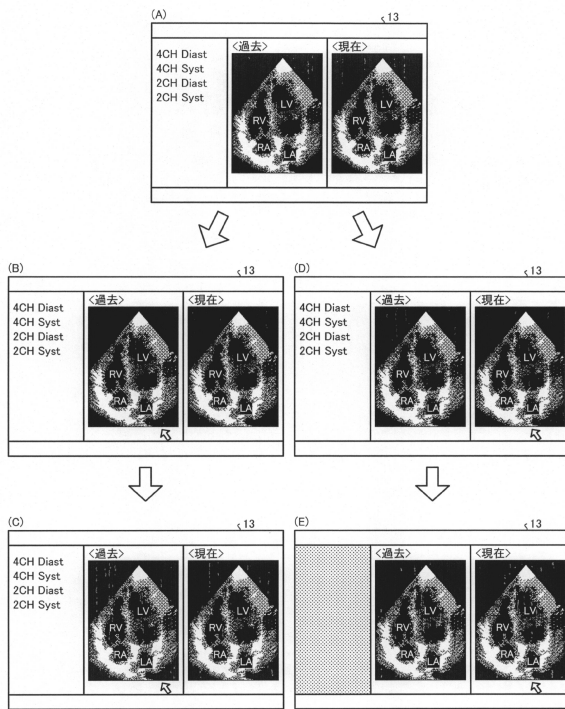 (A)
13
4CH Diast
4CH Syst
2CH Diast
2CH Syst
<過去>
<現在>
LV
RV
RA
LA
LV
RV
RA
LA
(B)
13
4CH Diast
4CH Syst
2CH Diast
2CH Syst
<過去>
<現在>
LV
RV
RA
LA
LV
RV
RA
LA
(D)
13
4CH Diast
4CH Syst
2CH Diast
2CH Syst
<過去>
<現在>
LV
RV
RA
LA
LV
RV
RA
LA
(C)
13
4CH Diast
4CH Syst
2CH Diast
2CH Syst
<過去>
<現在>
LV
RV
RA
LA
LV
RV
RA
LA
(E)
13
<過去>
<現在>
LV
RV
RA
LA
LV
RV
RA
LA